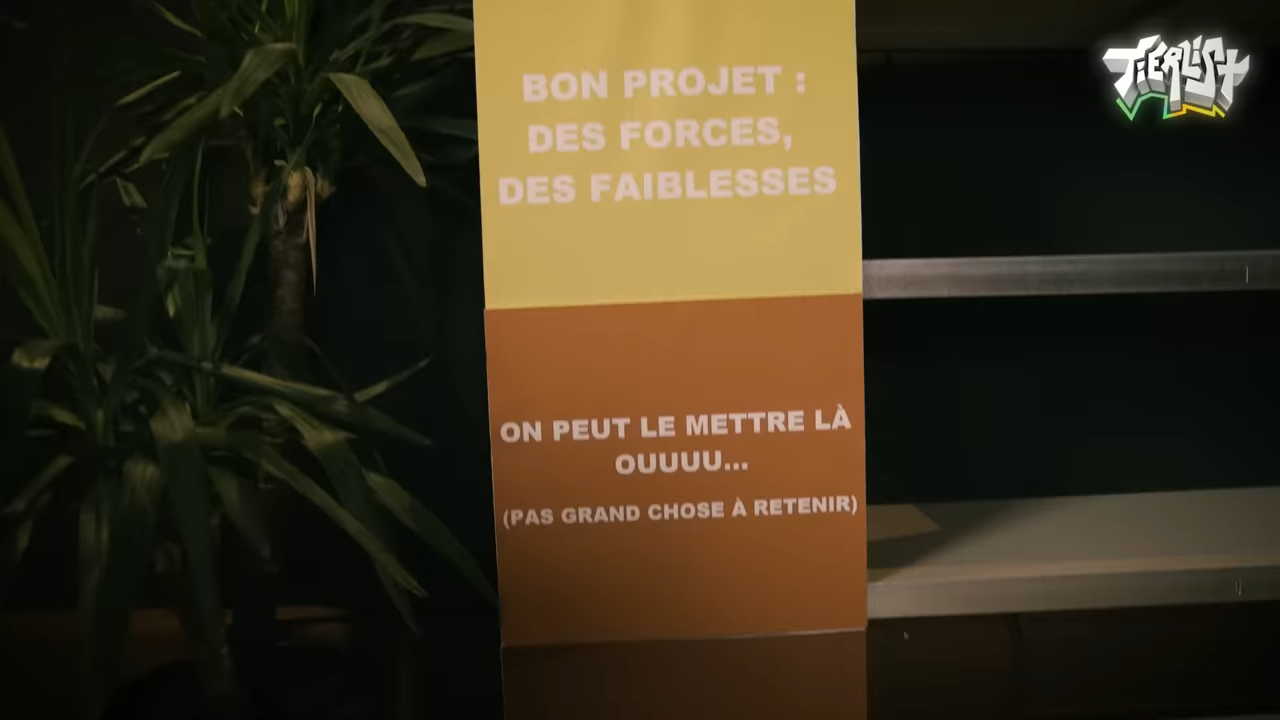 TIERLIST
BON PROJET :
DES FORCES,
DES FAIBLESSES
ON PEUT LE METTRE LÀ
OUUUU...
(PAS GRAND CHOSE À RETENIR)